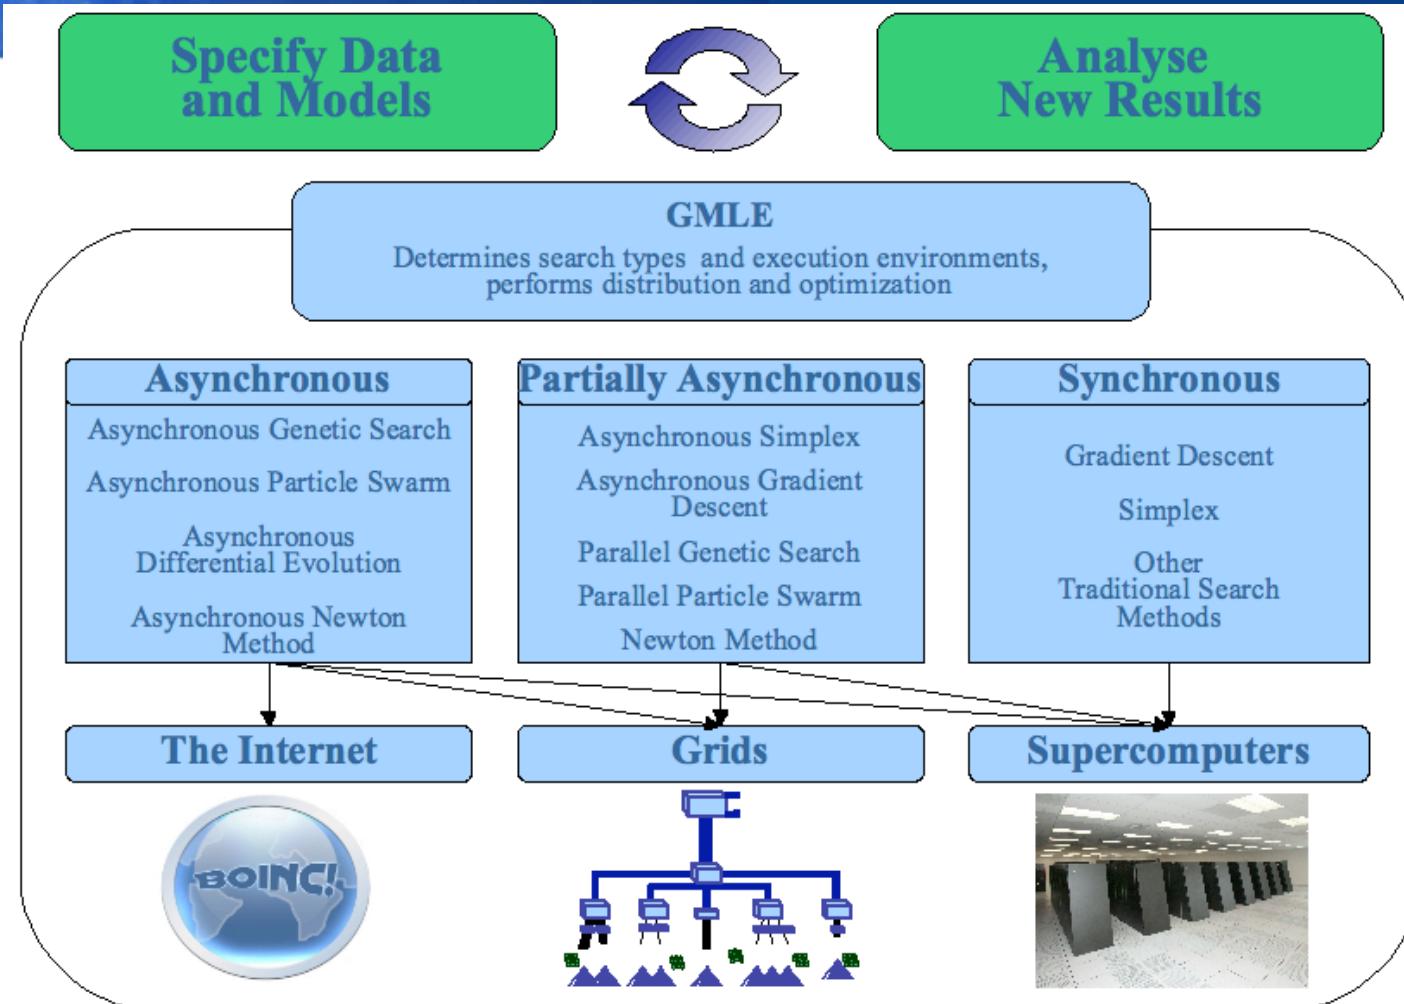 Specify Data
and Models
Analyse
New Results
GMLE
Determines search types and execution environments,
performs distribution and optimization
Asynchronous
Asynchronous Genetic Search
Asynchronous Particle Swarm
Asynchronous
Differential Evolution
Asynchronous Newton
Method
Partially Asynchronous
Asynchronous Simplex
Asynchronous Gradient
Descent
Parallel Genetic Search
Parallel Particle Swarm
Newton Method
Synchronous
Gradient Descent
Simplex
Other
Traditional Search
Methods
The Internet
Grids
Supercomputers
BOINC!